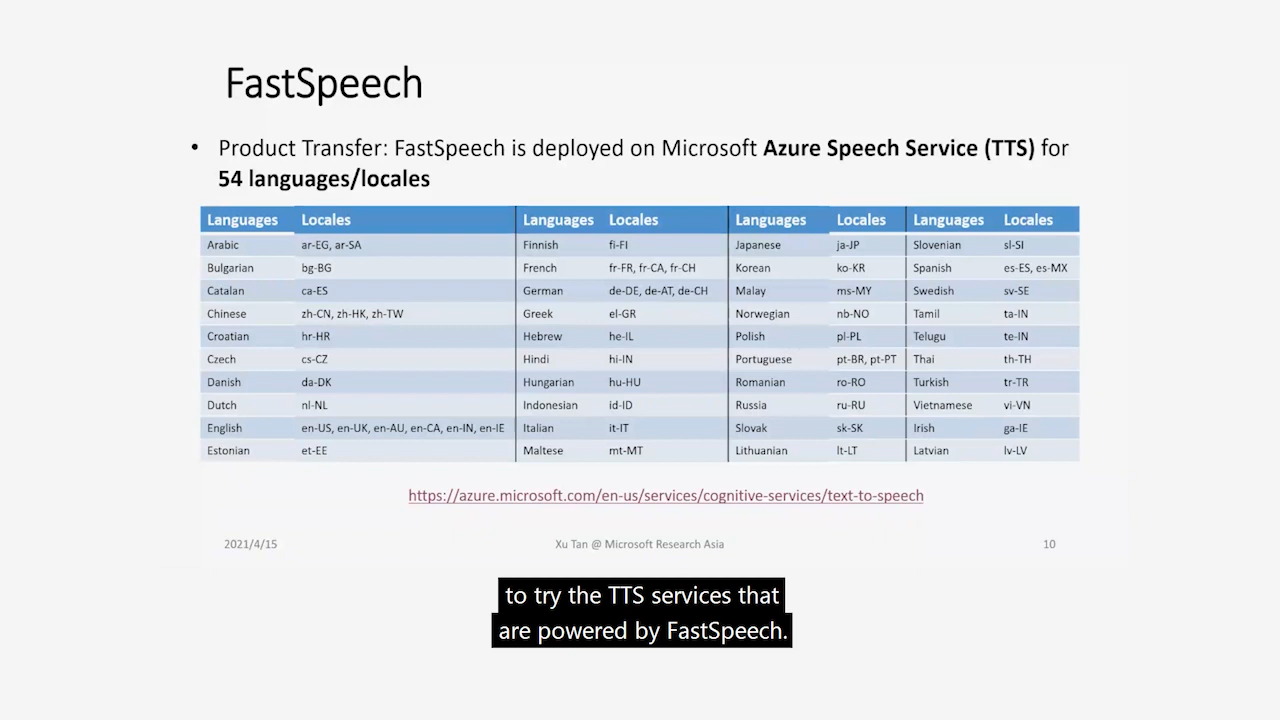 FastSpeech
• Product Transfer: FastSpeech is deployed on Microsoft Azure Speech Service (TTS) for
54 languages/locales
Languages Locales Languages Locales Languages Locales Languages Locales
Arabic ar-EG, ar-SA Finnish fi-FI Japanese ja-JP Slovenian sl-SI
Bulgarian bg-BG French fr-FR, fr-CA, fr-CH Korean ko-KR Spanish es-ES, es-MX
Catalan ca-ES German de-DE, de-AT, de-CH Malay ms-MY Swedish sv-SE
Chinese zh-CN, zh-HK, zh-TW Greek el-GR Norwegian nb-NO Tamil ta-IN
Croatian hr-HR Hebrew he-IL Polish pl-PL Telugu te-IN
Czech cs-CZ Hindi hi-IN Portuguese pt-BR, pt-PT Thai th-TH
Danish da-DK Hungarian hu-HU Romanian ro-RO Turkish tr-TR
Dutch nl-NL Indonesian id-ID Russia ru-RU Vietnamese vi-VN
English en-US, en-UK, en-AU, en-CA, en-IN, en-IE Italian it-IT Slovak sk-SK Irish ga-IE
Estonian et-EE Maltese mt-MT Lithuanian lt-LT Latvian lv-LV
https://azure.microsoft.com/en-us/services/cognitive-services/text-to-speech
2021/4/15 Xu Tan @ Microsoft Research Asia 10
to try the TTS services that
are powered by FastSpeech.